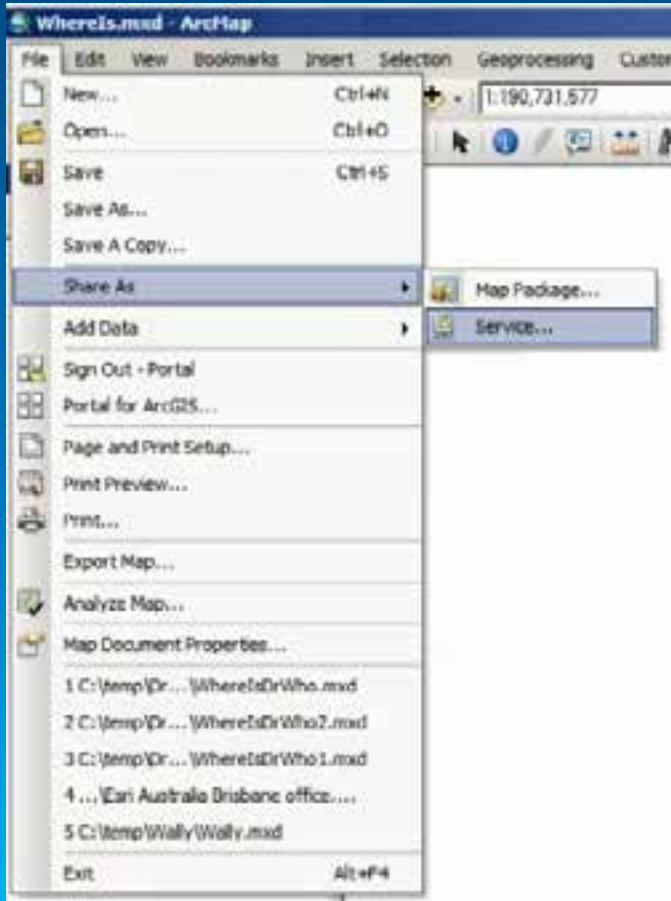 WhereIs.mxd - ArcMap
File Edit View Bookmarks Insert Selection Geoprocessing Custom
New... Ctrl+N
1:190,731,577
Open... Ctrl+O
Save Ctrl+S
Save As...
Save A Copy...
Share As
Map Package...
Add Data
Service...
Sign Out - Portal
Portal for ArcGIS...
Page and Print Setup...
Print Preview...
Print...
Export Map...
Analyze Map...
Map Document Properties...
1 C:\temp\Dr...\WhereIsDrWho.mxd
2 C:\temp\Dr...\WhereIsDrWho2.mxd
3 C:\temp\Dr...\WhereIsDrWho1.mxd
4 ...\Esri Australia Brisbane office....
5 C:\temp\Wally\Wally.mxd
Exit Alt+F4